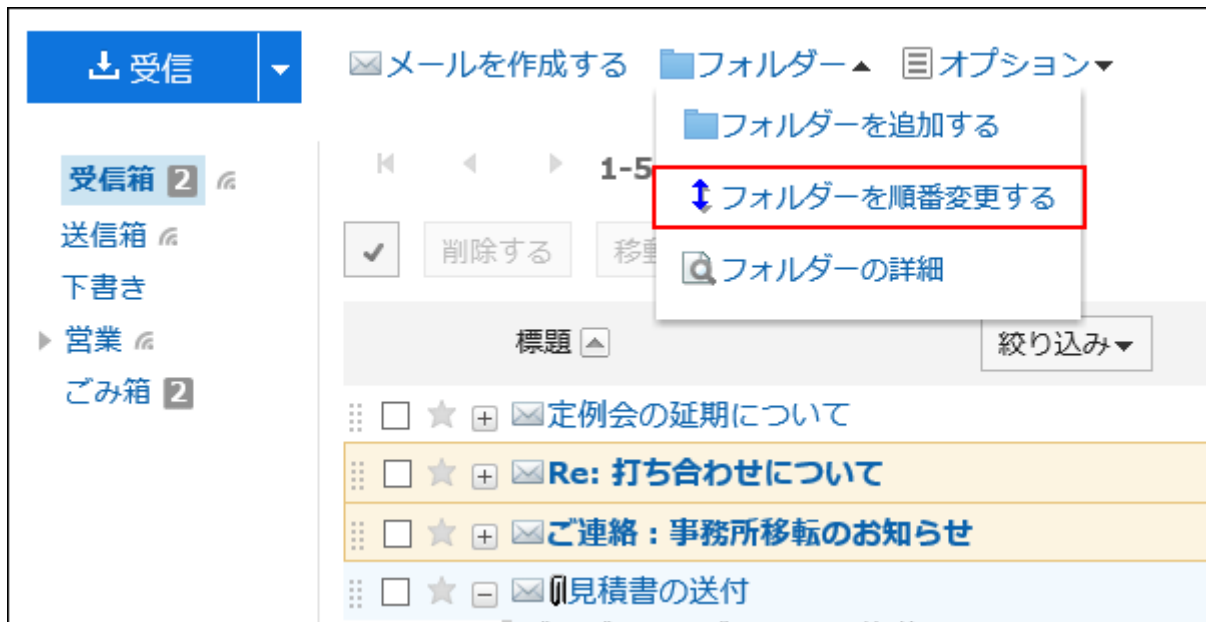 受信
メールを作成する フォルダー オプション
フォルダーを追加する
フォルダーを順番変更する
フォルダーの詳細
受信箱 2
送信箱
下書き
営業
ごみ箱 2
1-5
削除する 移動
標題 絞り込み
定例会の延期について
Re: 打ち合わせについて
ご連絡：事務所移転のお知らせ
見積書の送付